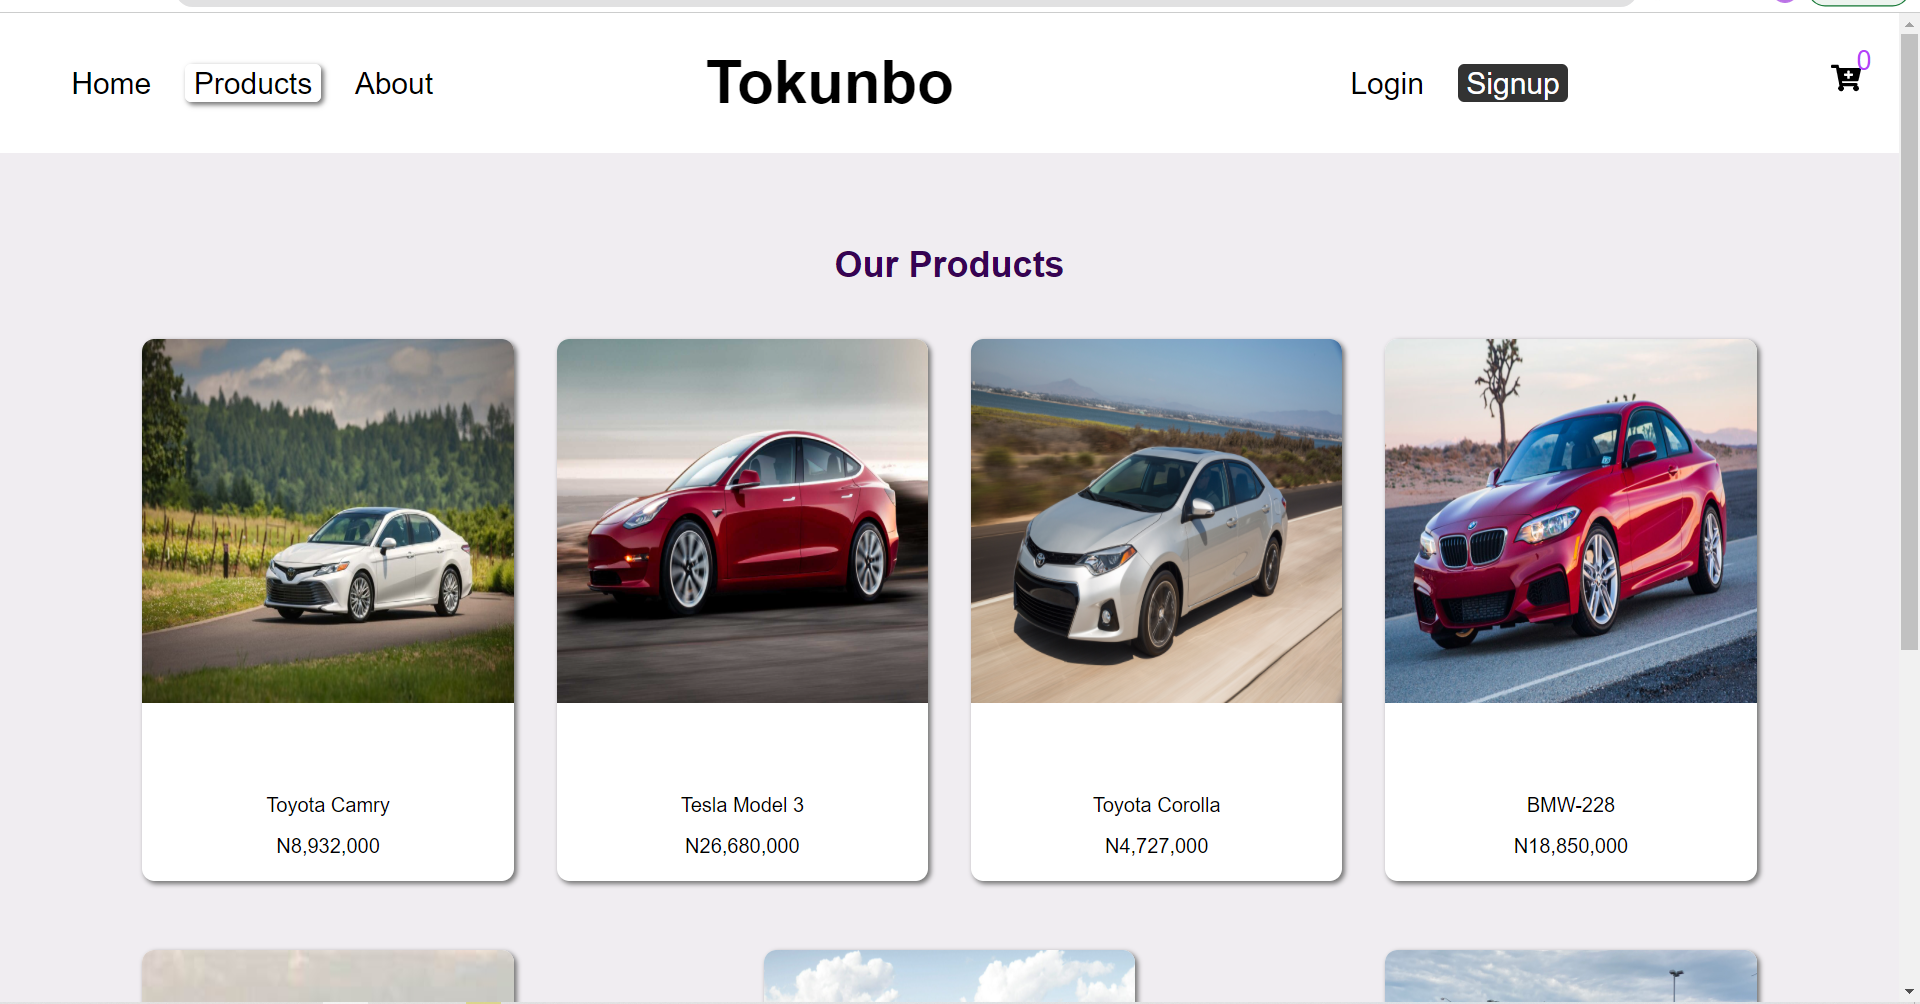 Home Products About Tokunbo Login Signup 0
Our Products
Toyota Camry
N8,932,000
Tesla Model 3
N26,680,000
Toyota Corolla
N4,727,000
BMW-228
N18,850,000